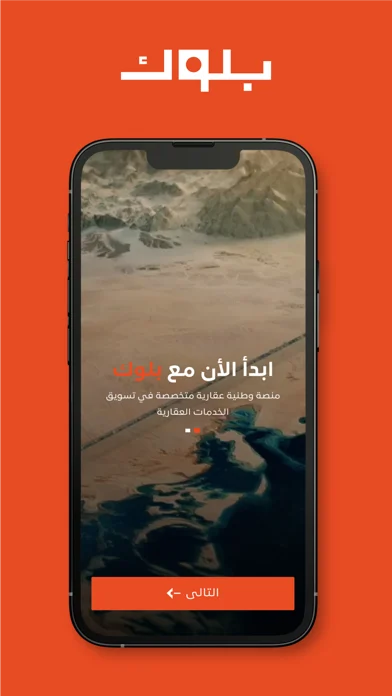 بلوك
ابدأ الأن مع بلوك
منصة وطنية عقارية متخصصة في تسويق
الخدمات العقارية
التالى